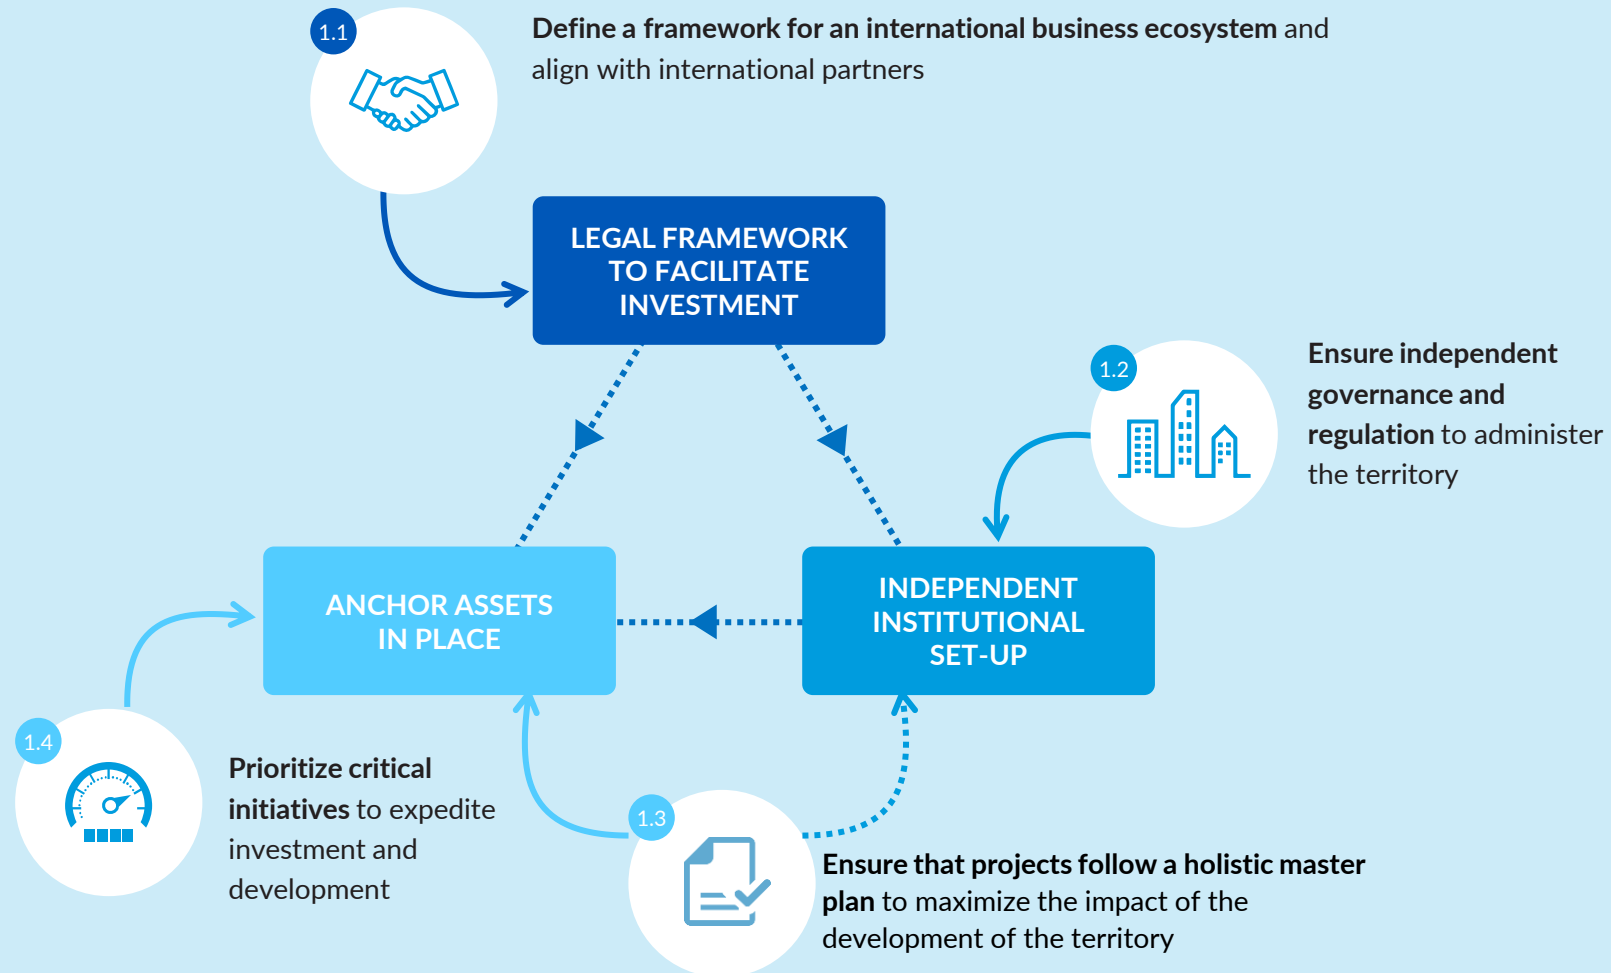 1.1
Define a framework for an international business ecosystem and
align with international partners
LEGAL FRAMEWORK
TO FACILITATE
INVESTMENT
1.2
Ensure independent
governance and
regulation to administer
the territory
ANCHOR ASSETS
IN PLACE
INDEPENDENT
INSTITUTIONAL
SET-UP
1.4
Prioritize critical
initiatives to expedite
investment and
development
1.3
Ensure that projects follow a holistic master
plan to maximize the impact of the
development of the territory